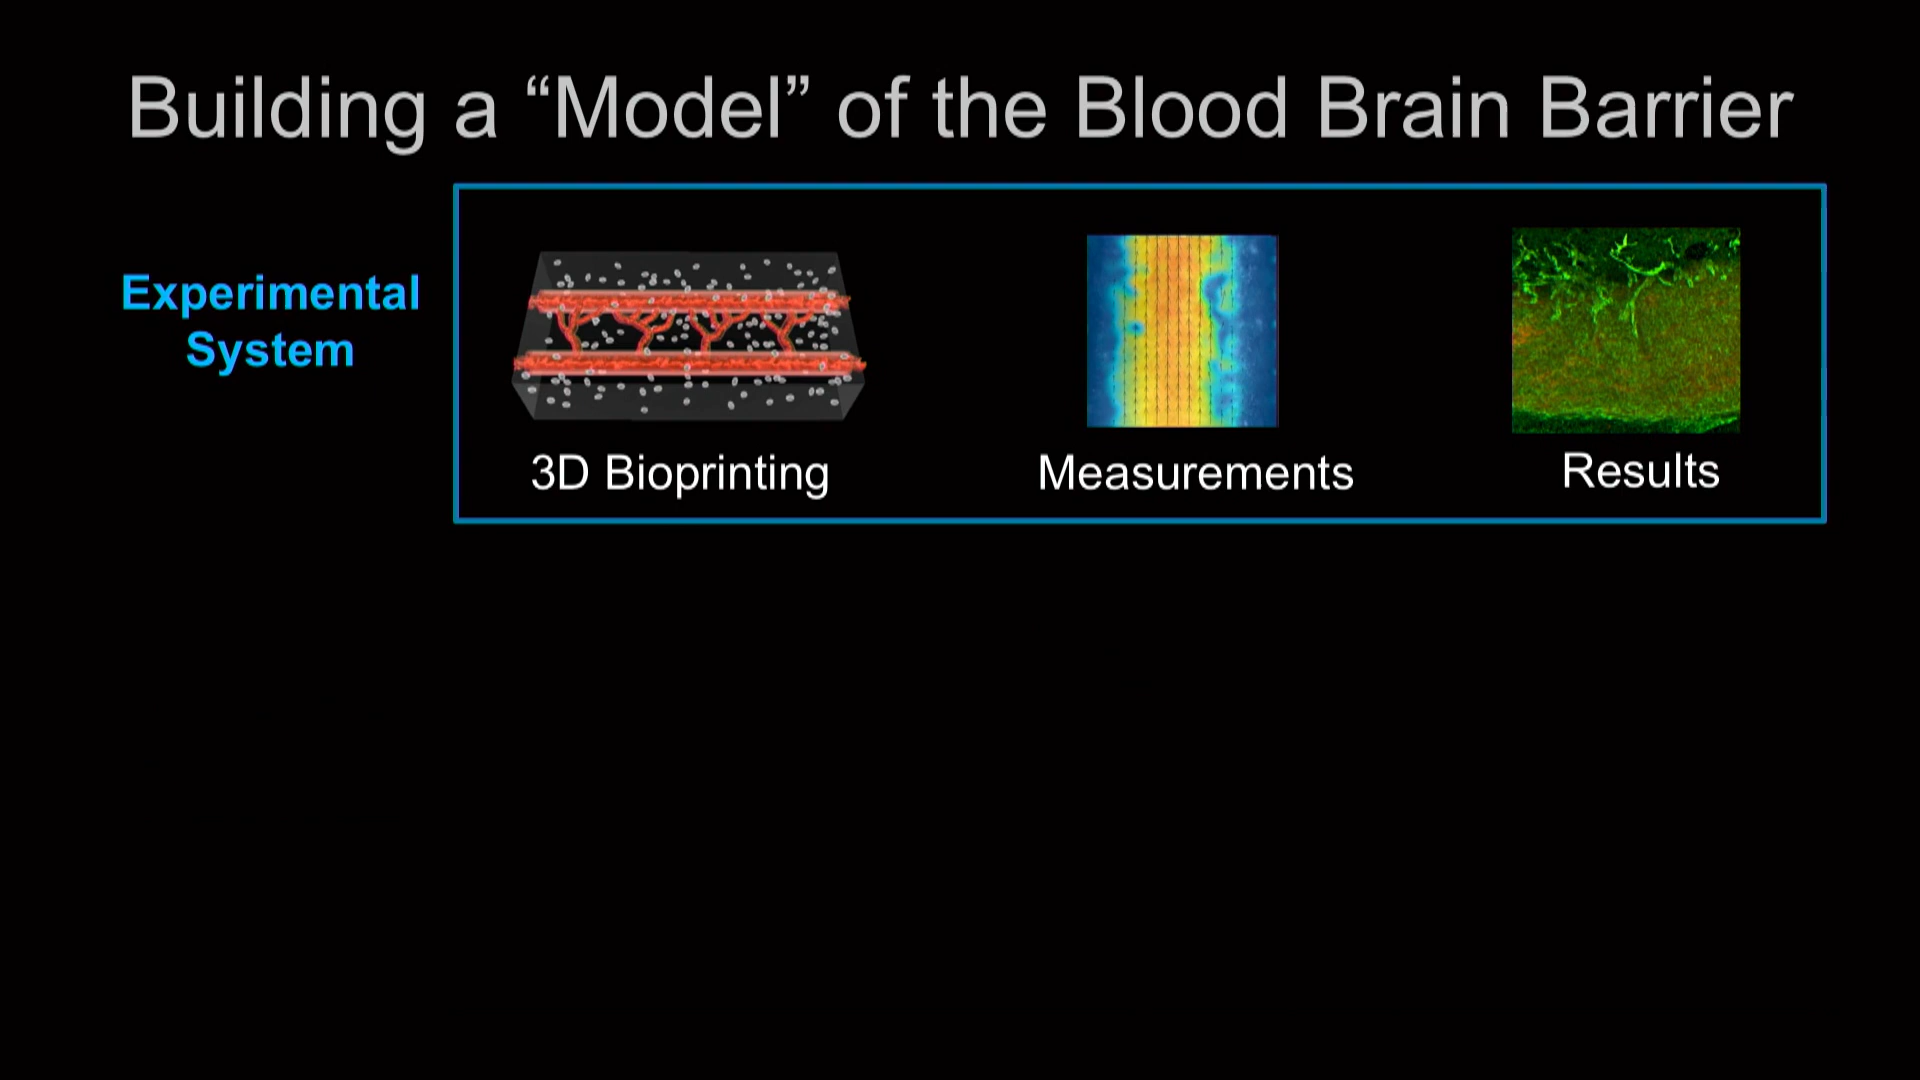 Building a “Model” of the Blood Brain Barrier
Experimental
System
3D Bioprinting
Measurements
Results